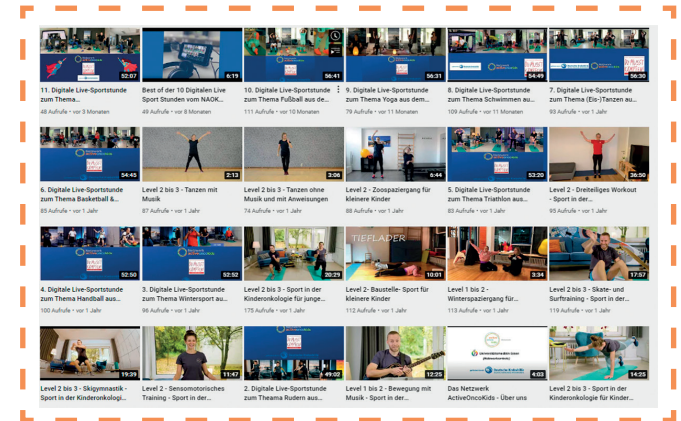 52:07
6:19
56:41
56:31
54:49
56:30
11. Digitale Live-Sportstunde
zum Thema...
48 Aufrufe • vor 3 Monaten
Best of der 10 Digitalen Live
Sport Stunden vom NAOK...
49 Aufrufe • vor 8 Monaten
10. Digitale Live-Sportstunde
zum Thema Fußball aus de...
111 Aufrufe • vor 10 Monaten
9. Digitale Live-Sportstunde
zum Thema Yoga aus dem...
79 Aufrufe • vor 11 Monaten
8. Digitale Live-Sportstunde
zum Thema Schwimmen au...
109 Aufrufe • vor 11 Monaten
7. Digitale Live-Sportstunde
zum Thema (Eis-)Tanzen au...
93 Aufrufe • vor 1 Jahr
54:45
2:13
3:06
6:44
53:20
36:50
6. Digitale Live-Sportstunde
zum Thema Basketball &...
85 Aufrufe • vor 1 Jahr
Level 2 bis 3 - Tanzen mit
Musik
87 Aufrufe • vor 1 Jahr
Level 2 bis 3 - Tanzen ohne
Musik und mit Anweisungen
74 Aufrufe • vor 1 Jahr
Level 2 - Zoospaziergang für
kleinere Kinder
88 Aufrufe • vor 1 Jahr
5. Digitale Live-Sportstunde
zum Thema Triathlon aus...
83 Aufrufe • vor 1 Jahr
Level 2 - Dreiteiliges Workout
- Sport in der...
95 Aufrufe • vor 1 Jahr
52:50
52:52
20:29
TIEFLADER
10:01
3:34
17:57
4. Digitale Live-Sportstunde
zum Thema Handball aus...
100 Aufrufe • vor 1 Jahr
3. Digitale Live-Sportstunde
zum Thema Wintersport au...
96 Aufrufe • vor 1 Jahr
Level 2 bis 3 - Sport in der
Kinderonkologie für junge...
175 Aufrufe • vor 1 Jahr
Level 2- Baustelle- Sport für
kleinere Kinder
112 Aufrufe • vor 1 Jahr
Level 1 bis 2 -
Winterspaziergang für...
113 Aufrufe • vor 1 Jahr
Level 2 bis 3 - Skate- und
Surftraining - Sport in der...
119 Aufrufe • vor 1 Jahr
19:39
11:47
49:02
12:25
4:03
14:25
Level 2 bis 3 - Skigymnastik -
Sport in der Kinderonkologi...
Level 2 - Sensomotorisches
Training - Sport in der...
2. Digitale Live-Sportstunde
zum Theama Rudern aus...
Level 1 bis 2 - Bewegung mit
Musik - Sport in der...
Das Netzwerk
ActiveOncoKids - Über uns
Level 2 bis 3 - Sport in der
Kinderonkologie für Kinder...